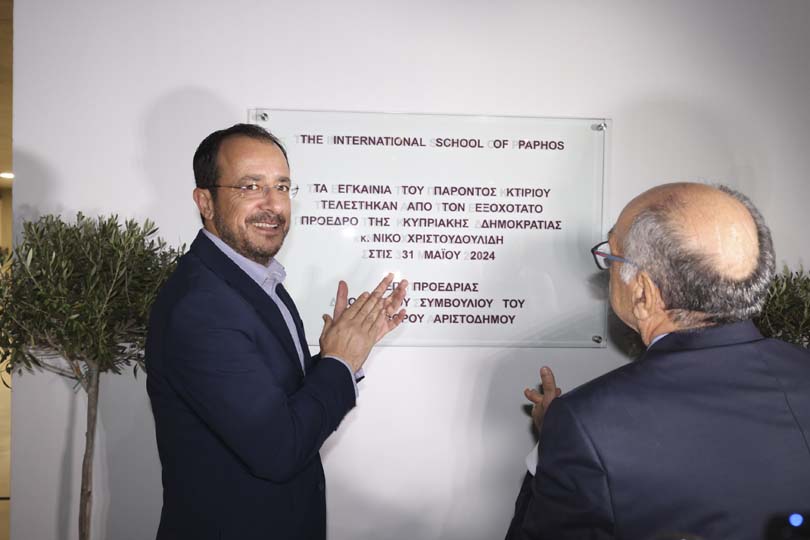 THE INTERNATIONAL SCHOOL OF PAPHOS
ΤΑ ΕΓΚΑΙΝΙΑ ΤΟΥ ΠΑΡΟΝΤΟΣ ΚΤΙΡΙΟΥ
ΤΕΛΕΣΤΗΚΑΝ ΑΠΟ ΤΟΝ ΕΞΟΧΟΤΑΤΟ
ΠΡΟΕΔΡΟ ΤΗΣ ΚΥΠΡΙΑΚΗΣ ΔΗΜΟΚΡΑΤΙΑΣ
κ. ΝΙΚΟ ΧΡΙΣΤΟΥΔΟΥΛΙΔΗ
ΣΤΙΣ 31 ΜΑΪΟΥ 2024
ΠΡΟΕΔΡΙΑΣ
ΣΥΜΒΟΥΛΙΟΥ ΤΟΥ
ΑΡΙΣΤΟΔΗΜΟΥ